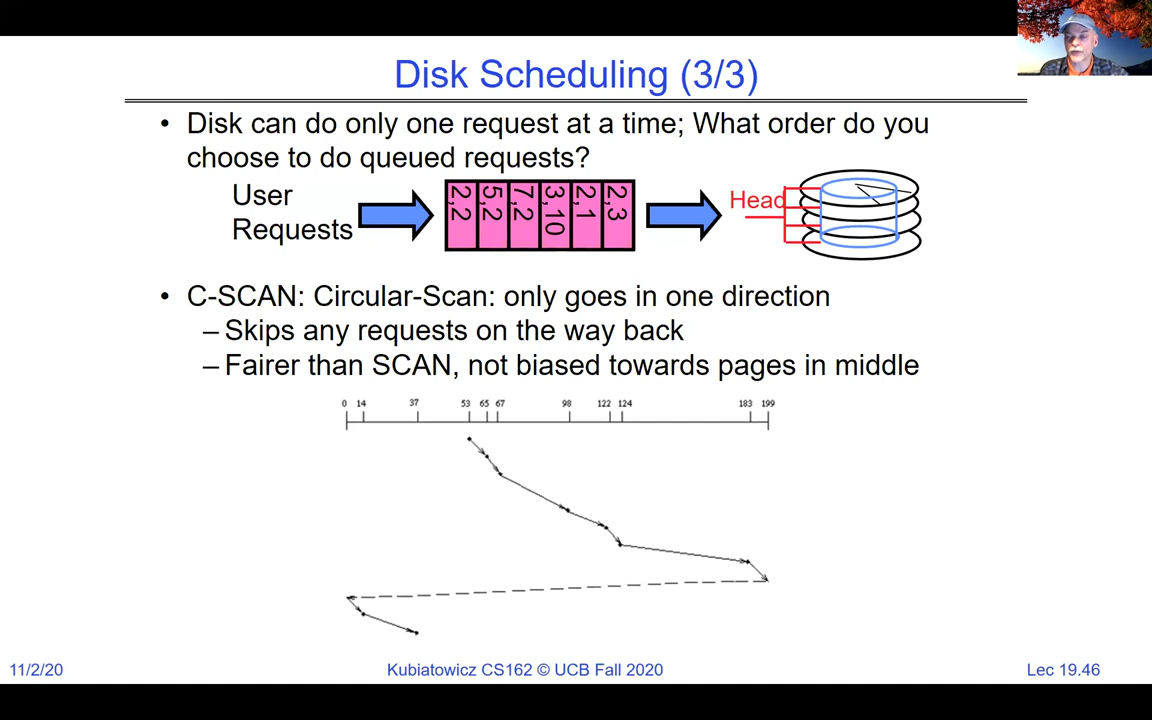 Disk Scheduling (3/3)
• Disk can do only one request at a time; What order do you
choose to do queued requests?
User
Requests
2,2
5,2
7,2
3,10
2,1
2,3
Head
• C-SCAN: Circular-Scan: only goes in one direction
– Skips any requests on the way back
– Fairer than SCAN, not biased towards pages in middle
0 14 37 53 65 67 98 122 124 183 199
11/2/20 Kubiatowicz CS162 © UCB Fall 2020 Lec 19.46